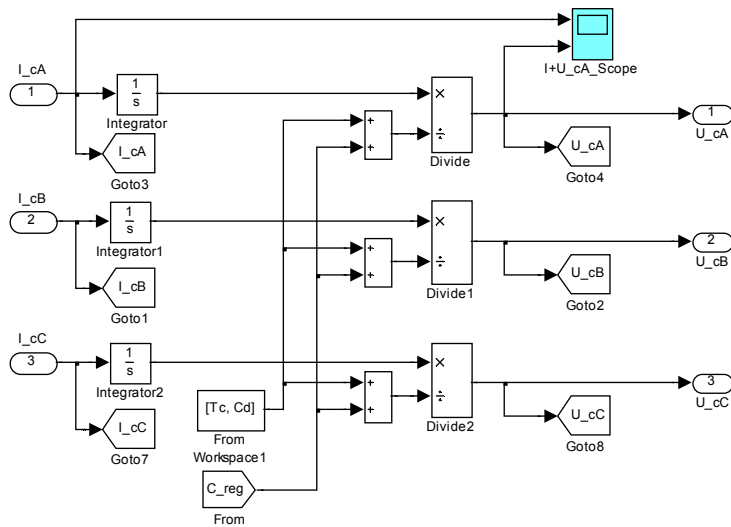 I_cA
1
1
s
Integrator
I_cA
Goto3
+
+
×
÷
Divide
I+U_cA_Scope
1
U_cA
U_cA
Goto4
I_cB
2
1
s
Integrator1
I_cB
Goto1
+
+
×
÷
Divide1
2
U_cB
U_cB
Goto2
I_cC
3
1
s
Integrator2
I_cC
Goto7
+
+
×
÷
Divide2
3
U_cC
U_cC
Goto8
[Tc, Cd]
From
Workspace1
C_reg
From